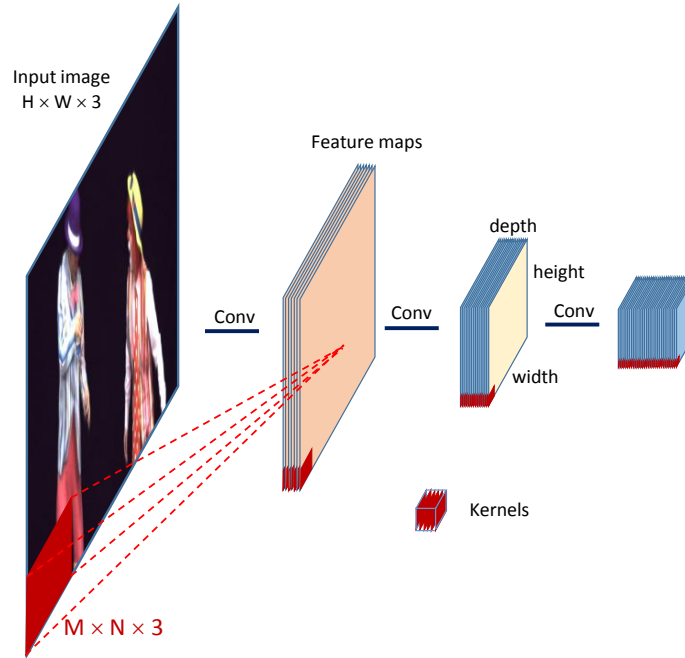 Input image
H × W × 3
Feature maps
depth
height
Conv
Conv
Conv
width
Kernels
M × N × 3